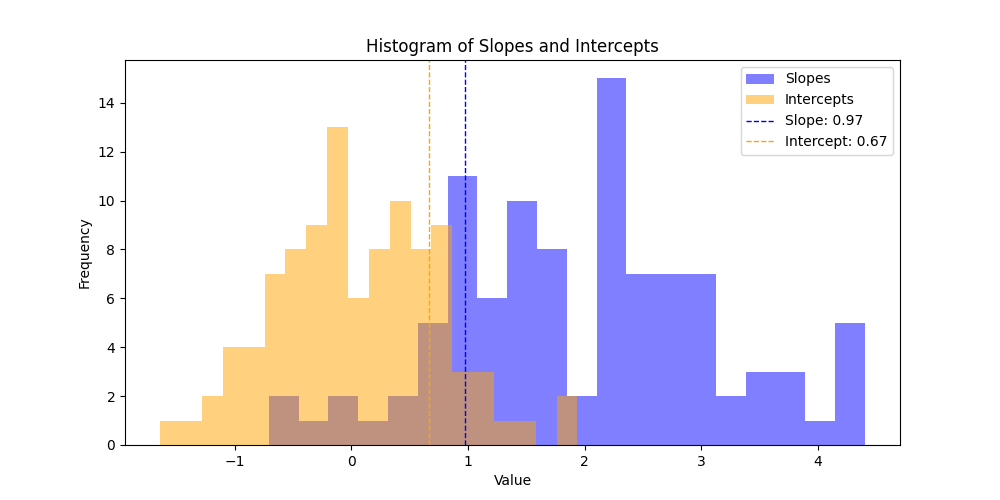 Histogram of Slopes and Intercepts
Slopes
Intercepts
Slope: 0.97
Intercept: 0.67
Frequency
14
12
10
8
6
4
2
0
−1
0
1
2
3
4
Value